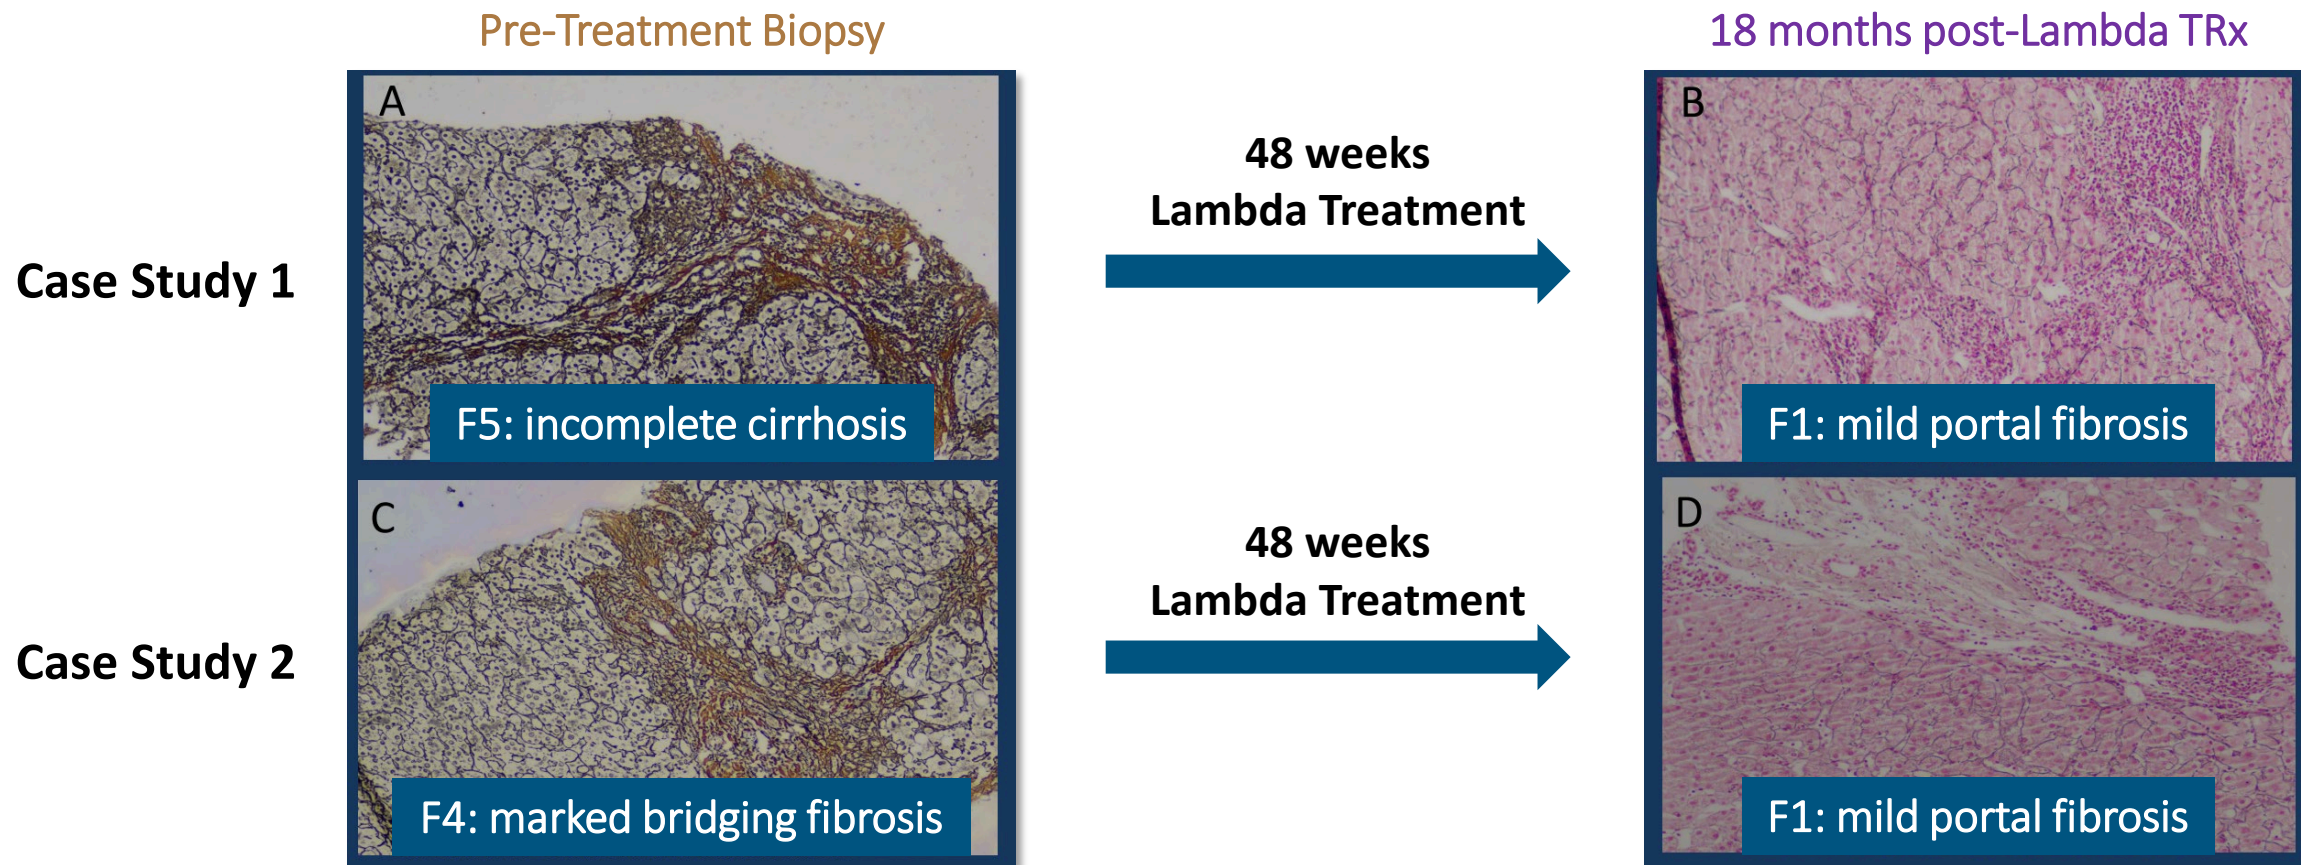 Pre-Treatment Biopsy
18 months post-Lambda TRx
Case Study 1
A
F5: incomplete cirrhosis
48 weeks
Lambda Treatment
B
F1: mild portal fibrosis
Case Study 2
C
F4: marked bridging fibrosis
48 weeks
Lambda Treatment
D
F1: mild portal fibrosis